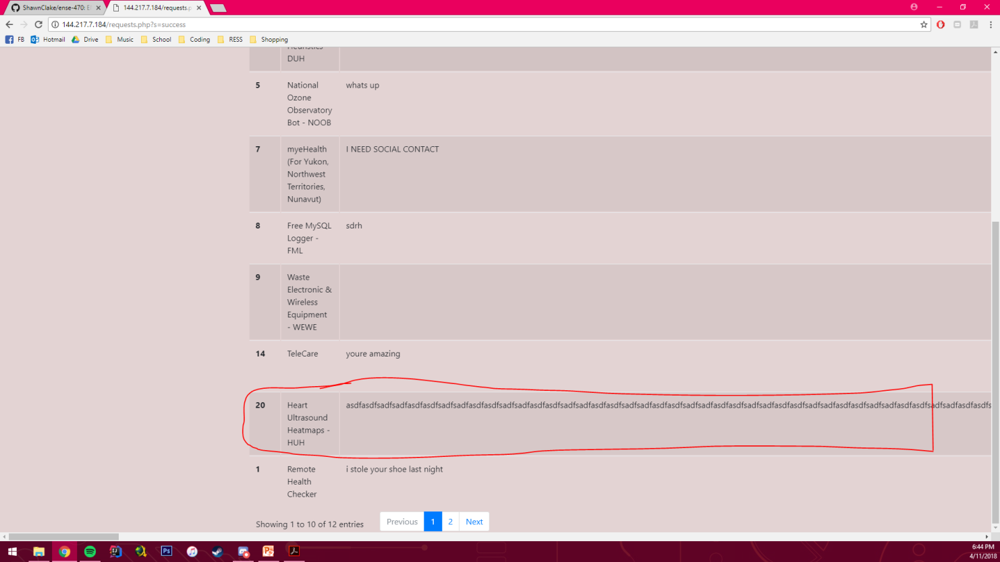 ShawnClake/ense-470: El
144.217.7.184/requests.p
144.217.7.184/requests.php?s=success
FB Hotmail Drive Music School Coding RESS Shopping
DUH
5 National Ozone Observatory Bot - NOOB whats up
7 myeHealth (For Yukon, Northwest Territories, Nunavut) I NEED SOCIAL CONTACT
8 Free MySQL Logger - FML sdrh
9 Waste Electronic & Wireless Equipment - WEWE
14 TeleCare youre amazing
20 Heart Ultrasound Heatmaps - HUH
1 Remote Health Checker i stole your shoe last night
Showing 1 to 10 of 12 entries Previous 1 2 Next
6:44 PM
4/11/2018